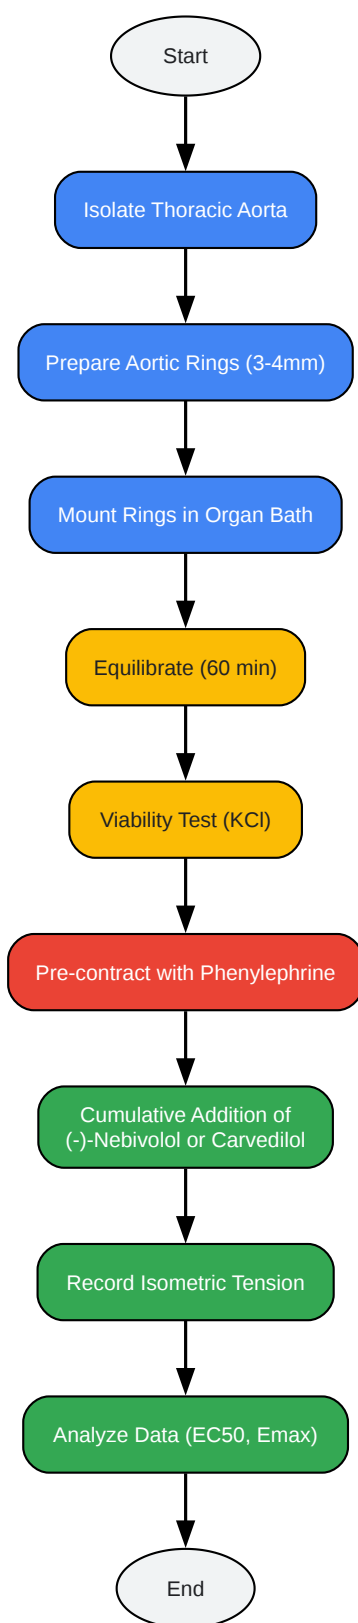 Start
Isolate Thoracic Aorta
Prepare Aortic Rings (3-4mm)
Mount Rings in Organ Bath
Equilibrate (60 min)
Viability Test (KCl)
Pre-contract with Phenylephrine
Cumulative Addition of
(-)-Nebivolol or Carvedilol
Record Isometric Tension
Analyze Data (EC50, Emax)
End